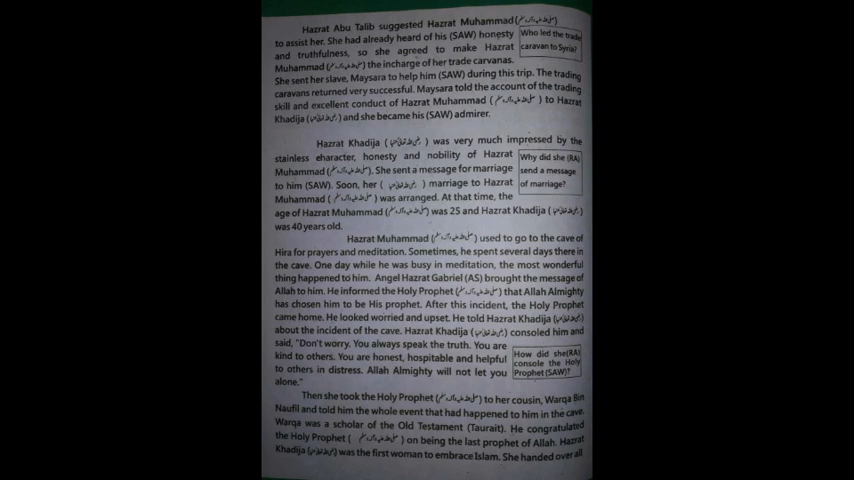 Hazrat Abu Talib suggested Hazrat Muhammad (صلی اللہ علیہ وآلہ وسلم)
to assist her. She had already heard of his (SAW) honesty
and truthfulness, so she agreed to make Hazrat
Muhammad (صلی اللہ علیہ وآلہ وسلم) the incharge of her trade carvanas.
Who led the trade
caravan to Syria?
She sent her slave, Maysara to help him (SAW) during this trip. The trading
caravans returned very successful. Maysara told the account of the trading
skill and excellent conduct of Hazrat Muhammad (صلی اللہ علیہ وآلہ وسلم) to Hazrat
Khadija (رضی اللہ تعالیٰ عنہا) and she became his (SAW) admirer.
Hazrat Khadija (رضی اللہ تعالیٰ عنہا) was very much impressed by the
stainless character, honesty and nobility of Hazrat
Muhammad (صلی اللہ علیہ وآلہ وسلم). She sent a message for marriage
to him (SAW). Soon, her (رضی اللہ تعالیٰ عنہا) marriage to Hazrat
Muhammad (صلی اللہ علیہ وآلہ وسلم) was arranged. At that time, the
Why did she (RA)
send a message
of marriage?
age of Hazrat Muhammad (صلی اللہ علیہ وآلہ وسلم) was 25 and Hazrat Khadija (رضی اللہ تعالیٰ عنہا)
was 40 years old.
Hazrat Muhammad (صلی اللہ علیہ وآلہ وسلم) used to go to the cave of
Hira for prayers and meditation. Sometimes, he spent several days there in
the cave. One day while he was busy in meditation, the most wonderful
thing happened to him. Angel Hazrat Gabriel (AS) brought the message of
Allah to him. He informed the Holy Prophet (صلی اللہ علیہ وآلہ وسلم) that Allah Almighty
has chosen him to be His prophet. After this incident, the Holy Prophet
came home. He looked worried and upset. He told Hazrat Khadija (رضی اللہ تعالیٰ عنہا)
about the incident of the cave. Hazrat Khadija (رضی اللہ تعالیٰ عنہا) consoled him and
said, "Don't worry. You always speak the truth. You are
kind to others. You are honest, hospitable and helpful
to others in distress. Allah Almighty will not let you
alone."
How did she(RA)
console the Holy
Prophet (SAW)?
Then she took the Holy Prophet (صلی اللہ علیہ وآلہ وسلم) to her cousin, Warqa Bin
Naufil and told him the whole event that had happened to him in the cave.
Warqa was a scholar of the Old Testament (Taurait). He congratulated
the Holy Prophet (صلی اللہ علیہ وآلہ وسلم) on being the last prophet of Allah. Hazrat
Khadija (رضی اللہ تعالیٰ عنہا) was the first woman to embrace Islam. She handed over all